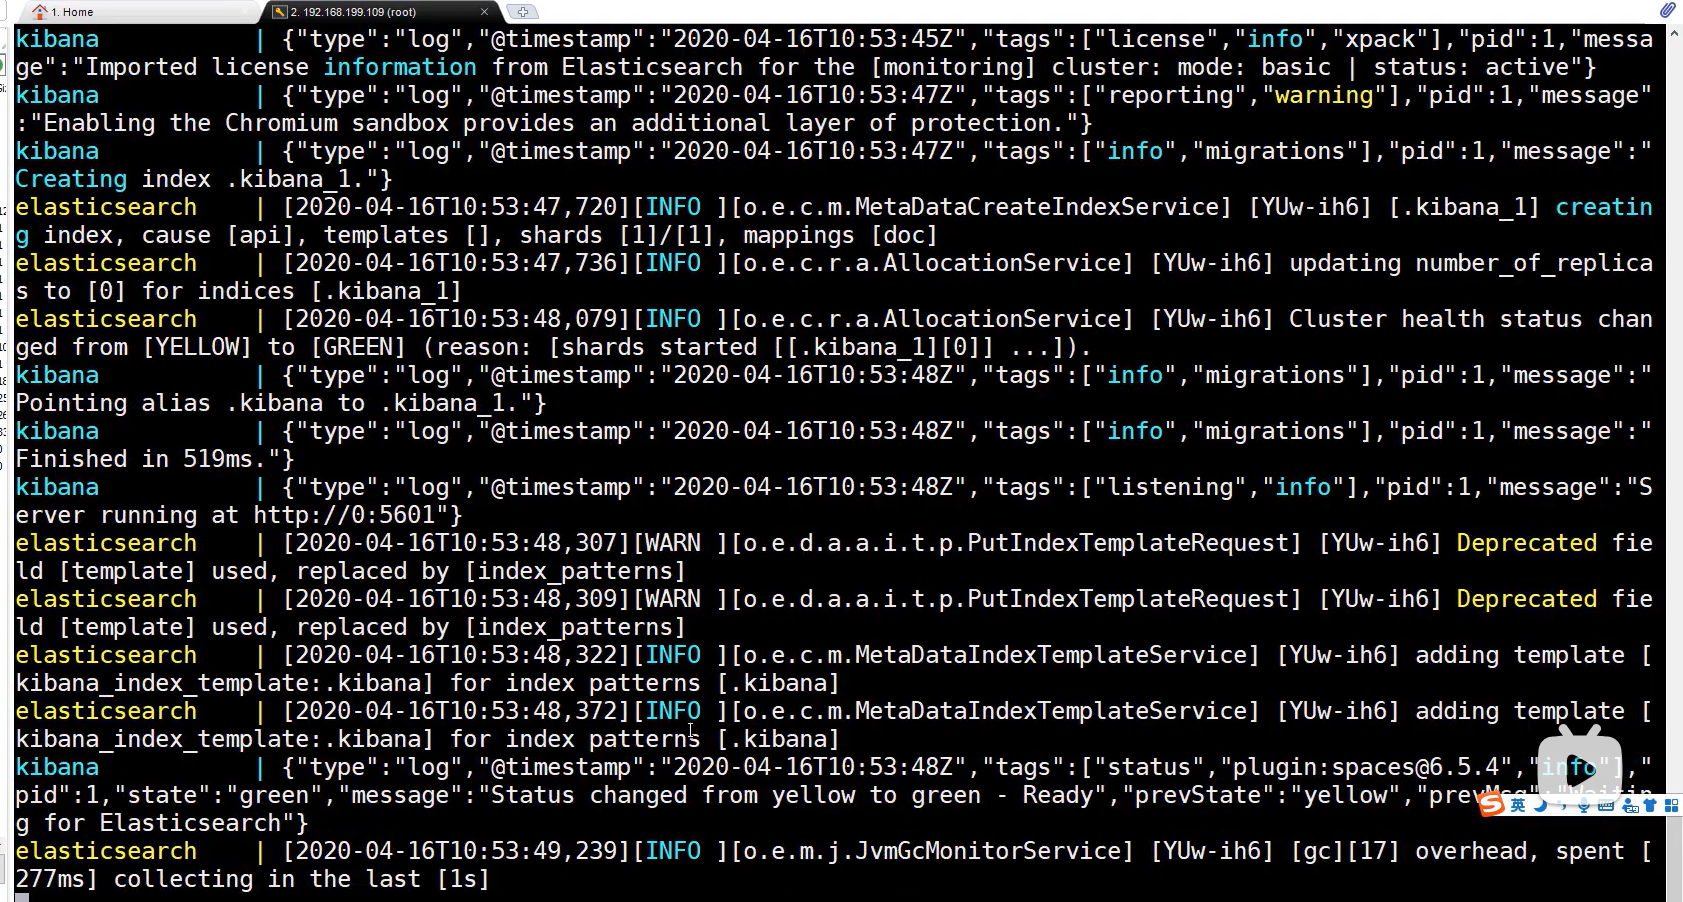 1. Home
2. 192.168.199.109 (root)
kibana | {"type":"log","@timestamp":"2020-04-16T10:53:45Z","tags":["license","info","xpack"],"pid":1,"messa
ge":"Imported license information from Elasticsearch for the [monitoring] cluster: mode: basic | status: active"}
kibana | {"type":"log","@timestamp":"2020-04-16T10:53:47Z","tags":["reporting","warning"],"pid":1,"message"
:"Enabling the Chromium sandbox provides an additional layer of protection."}
kibana | {"type":"log","@timestamp":"2020-04-16T10:53:47Z","tags":["info","migrations"],"pid":1,"message":"
Creating index .kibana_1."}
elasticsearch | [2020-04-16T10:53:47,720][INFO ][o.e.c.m.MetaDataCreateIndexService] [YUw-ih6] [.kibana_1] creatin
g index, cause [api], templates [], shards [1]/[1], mappings [doc]
elasticsearch | [2020-04-16T10:53:47,736][INFO ][o.e.c.r.a.AllocationService] [YUw-ih6] updating number_of_replica
s to [0] for indices [.kibana_1]
elasticsearch | [2020-04-16T10:53:48,079][INFO ][o.e.c.r.a.AllocationService] [YUw-ih6] Cluster health status chan
ged from [YELLOW] to [GREEN] (reason: [shards started [[.kibana_1][0]] ...]).
kibana | {"type":"log","@timestamp":"2020-04-16T10:53:48Z","tags":["info","migrations"],"pid":1,"message":"
Pointing alias .kibana to .kibana_1."}
kibana | {"type":"log","@timestamp":"2020-04-16T10:53:48Z","tags":["info","migrations"],"pid":1,"message":"
Finished in 519ms."}
kibana | {"type":"log","@timestamp":"2020-04-16T10:53:48Z","tags":["listening","info"],"pid":1,"message":"S
erver running at http://0:5601"}
elasticsearch | [2020-04-16T10:53:48,307][WARN ][o.e.d.a.a.i.t.p.PutIndexTemplateRequest] [YUw-ih6] Deprecated fie
ld [template] used, replaced by [index_patterns]
elasticsearch | [2020-04-16T10:53:48,309][WARN ][o.e.d.a.a.i.t.p.PutIndexTemplateRequest] [YUw-ih6] Deprecated fie
ld [template] used, replaced by [index_patterns]
elasticsearch | [2020-04-16T10:53:48,322][INFO ][o.e.c.m.MetaDataIndexTemplateService] [YUw-ih6] adding template [
kibana_index_template:.kibana] for index patterns [.kibana]
elasticsearch | [2020-04-16T10:53:48,372][INFO ][o.e.c.m.MetaDataIndexTemplateService] [YUw-ih6] adding template [
kibana_index_template:.kibana] for index patterns [.kibana]
kibana | {"type":"log","@timestamp":"2020-04-16T10:53:48Z","tags":["status","plugin:spaces@6.5.4","info"],"
pid":1,"state":"green","message":"Status changed from yellow to green - Ready","prevState":"yellow","prevMsg":"Waitin
g for Elasticsearch"}
英
elasticsearch | [2020-04-16T10:53:49,239][INFO ][o.e.m.j.JvmGcMonitorService] [YUw-ih6] [gc][17] overhead, spent [
277ms] collecting in the last [1s]